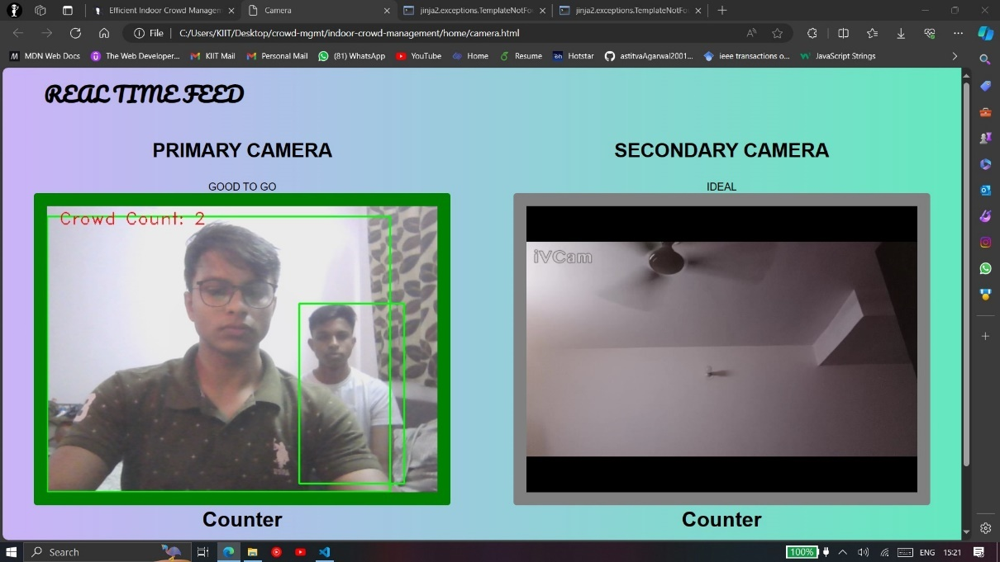 Efficient Indoor Crowd Managem
Camera
jinja2.exceptions.TemplateNotFo
jinja2.exceptions.TemplateNotFo
File
C:/Users/KIIT/Desktop/crowd-mgmt/indoor-crowd-management/home/camera.html
MDN Web Docs
The Web Developer...
KIIT Mail
Personal Mail
(81) WhatsApp
YouTube
Home
Resume
Hotstar
astitvaAgarwal2001...
ieee transactions o...
JavaScript Strings
REAL TIME FEED
PRIMARY CAMERA
SECONDARY CAMERA
GOOD TO GO
IDEAL
Crowd Count: 2
iVCam
3
Counter
Counter
Search
100%
ENG
15:21